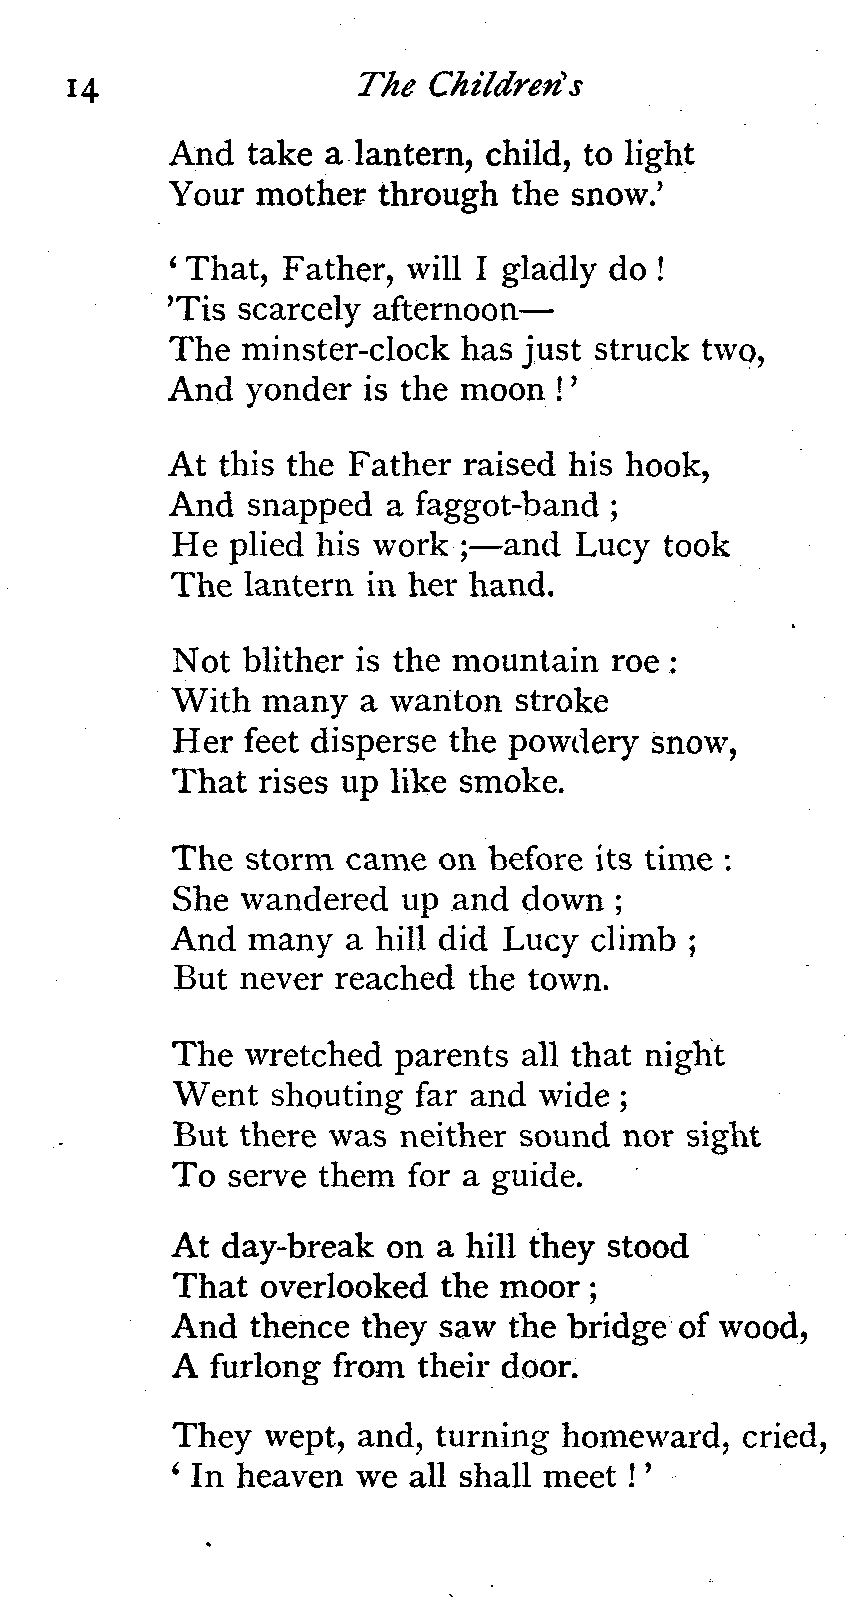 14 The Children's
And take a lantern, child, to light
Your mother through the snow.'
‘ That, Father, will I gladly do !
’Tis scarcely afternoon—
The minster-clock has just struck two,
And yonder is the moon ! ’
At this the Father raised his hook,
And snapped a faggot-band ;
He plied his work ;—and Lucy took
The lantern in her hand.
Not blither is the mountain roe :
With many a wanton stroke
Her feet disperse the powdery snow,
That rises up like smoke.
The storm came on before its time :
She wandered up and down ;
And many a hill did Lucy climb ;
But never reached the town.
The wretched parents all that night
Went shouting far and wide ;
But there was neither sound nor sight
To serve them for a guide.
At day-break on a hill they stood
That overlooked the moor ;
And thence they saw the bridge of wood,
A furlong from their door.
They wept, and, turning homeward, cried,
‘ In heaven we all shall meet ! ’